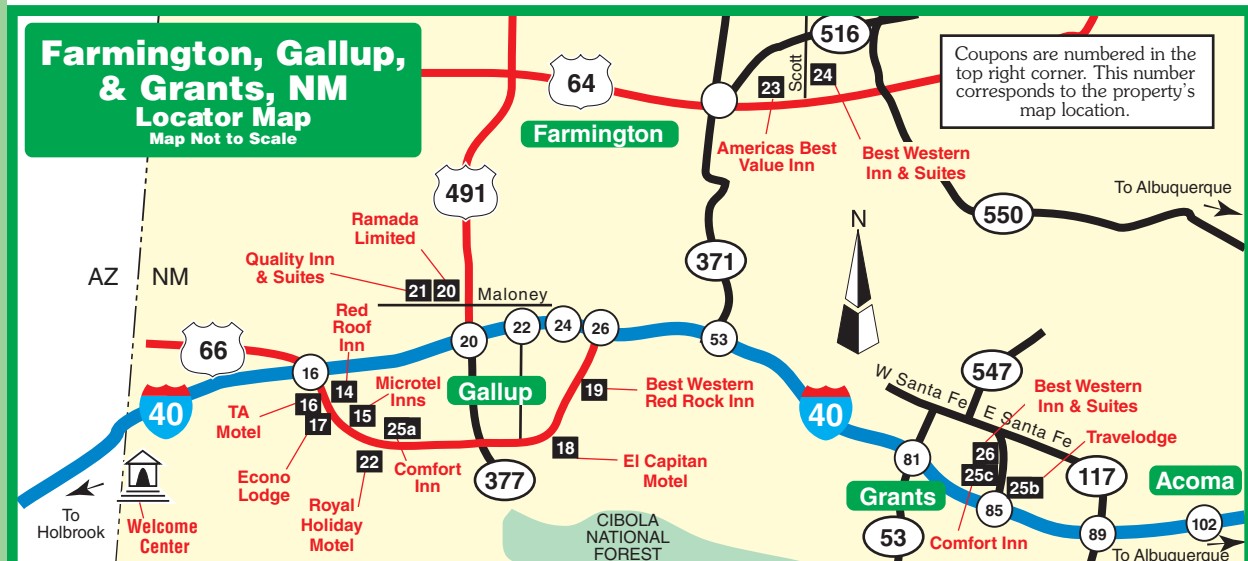 Farmington, Gallup,
& Grants, NM
Locator Map
Map Not to Scale
64
Farmington
516
Scott
23
24
Americas Best
Value Inn
Best Western
Inn & Suites
Coupons are numbered in the
top right corner. This number
corresponds to the property's
map location.
491
To Albuquerque
550
Ramada
Limited
Quality Inn
& Suites
21
20
Maloney
371
N
AZ
NM
Red
Roof
Inn
66
20
22
24
26
53
16
14
Microtel
Inns
15
16
17
TA
Motel
40
Gallup
25a
19
Best Western
Red Rock Inn
40
W Santa Fe
E Santa Fe
547
Best Western
Inn & Suites
Travelodge
26
25c
25b
81
85
117
Acoma
Grants
Econo
Lodge
22
Royal
Holiday
Motel
Comfort
Inn
377
18
El Capitan
Motel
To
Holbrook
Welcome
Center
CIBOLA
NATIONAL
FOREST
53
Comfort Inn
89
102
To Albuquerque